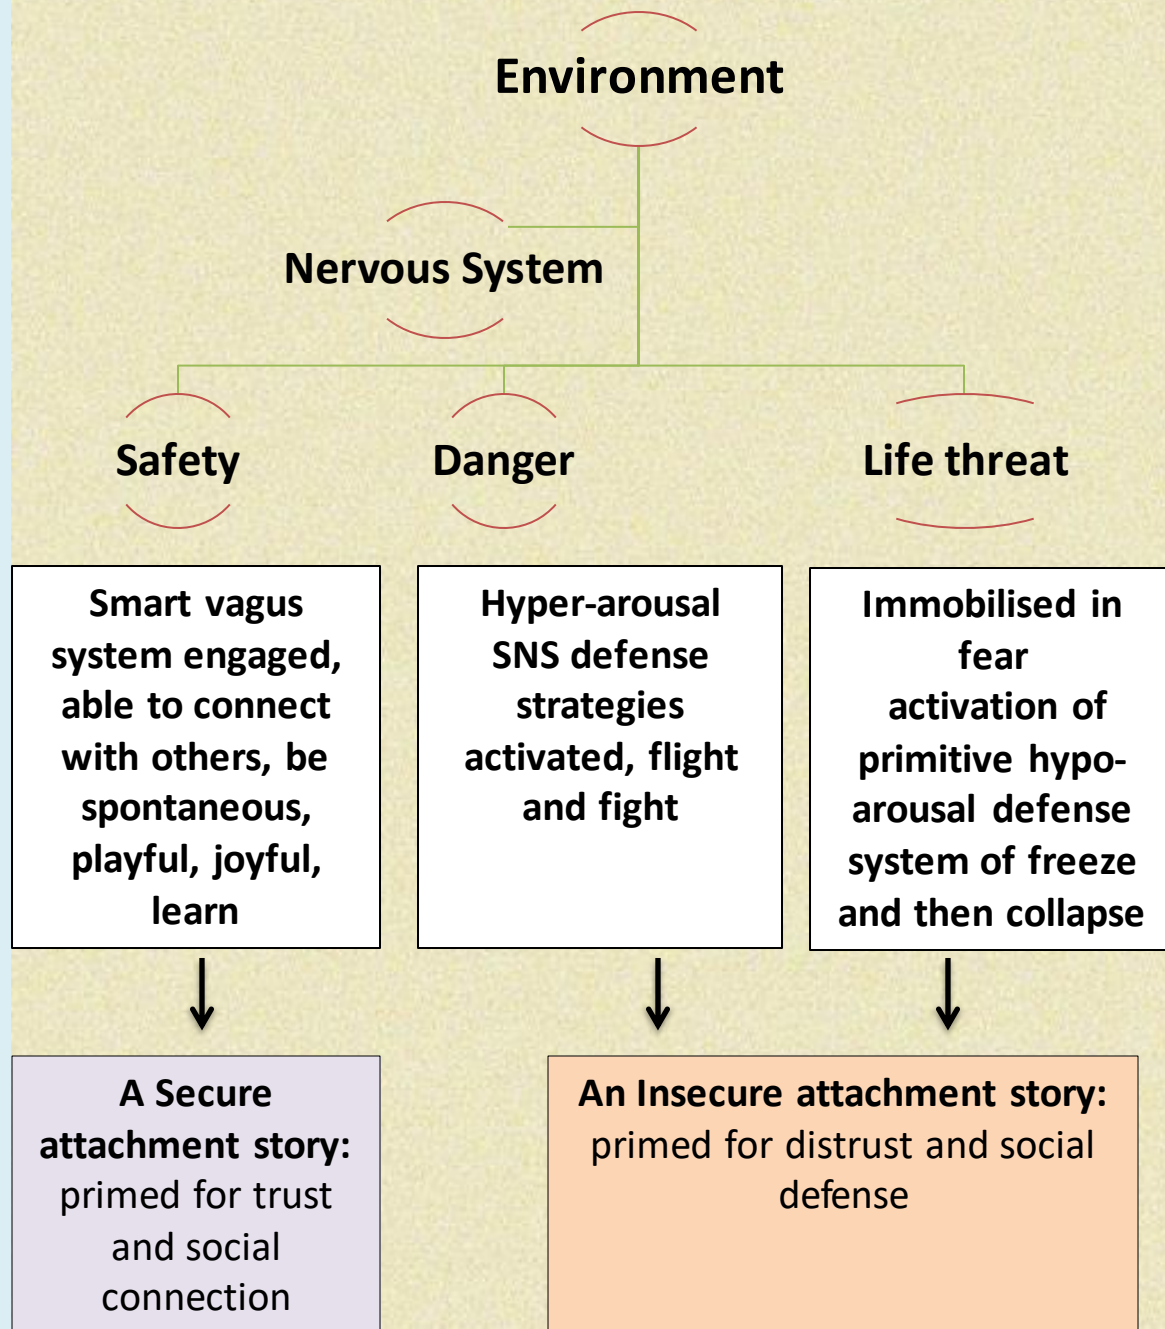 Environment
Nervous System
Safety
Danger
Life threat
Smart vagus
system engaged,
able to connect
with others, be
spontaneous,
playful, joyful,
learn
Hyper-arousal
SNS defense
strategies
activated, flight
and fight
Immobilised in
fear
activation of
primitive hypo-
arousal defense
system of freeze
and then collapse
A Secure
attachment story:
primed for trust
and social
connection
An Insecure attachment story:
primed for distrust and social
defense